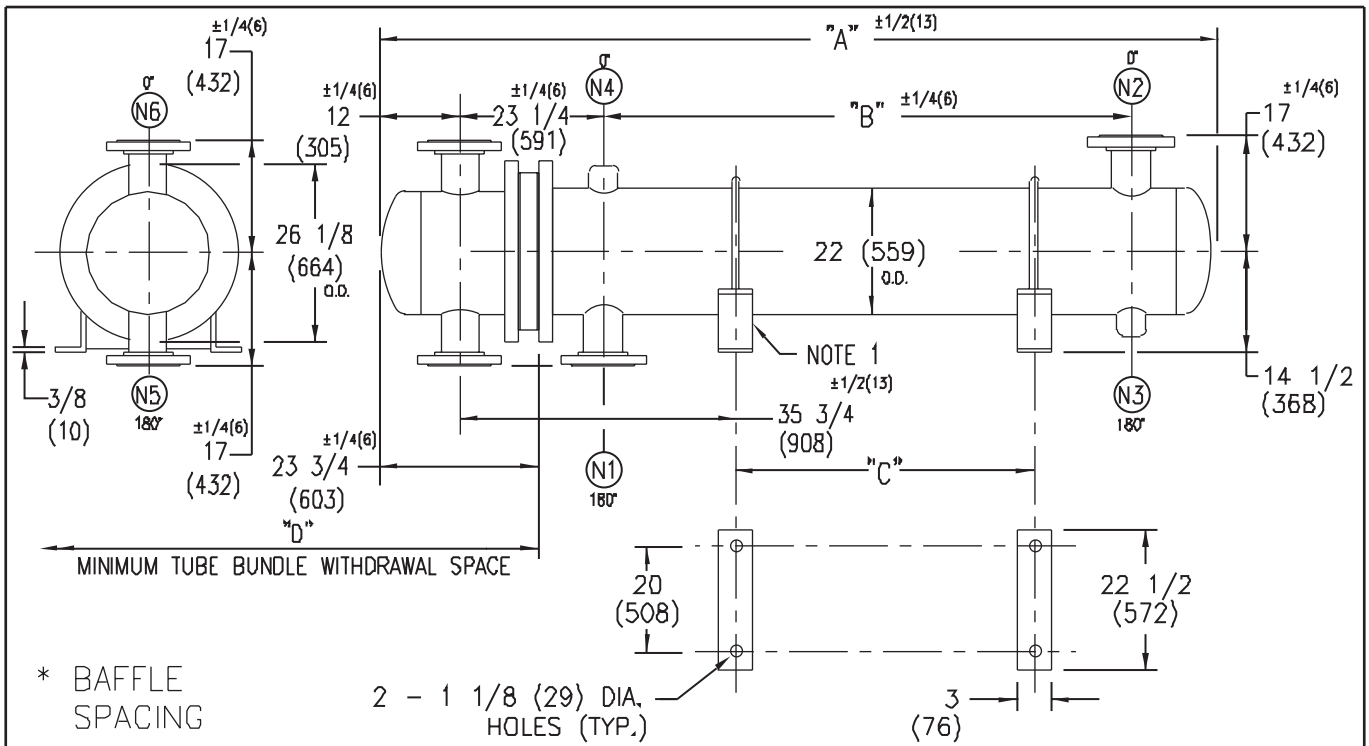 ±1/4(6)
17
(432)
0°
N6
±1/2(13)
"A"
±1/4(6)
12
(305)
±1/4(6)
23 1/4
(591)
0°
N4
"B" ±1/4(6)
0°
N2
±1/4(6)
17
(432)
26 1/8
(664)
O.D.
22 (559)
O.D.
3/8
(10)
N5
180°
±1/4(6)
17
(432)
NOTE 1
±1/2(13)
35 3/4
(908)
14 1/2
(368)
N3
180°
±1/4(6)
23 3/4
(603)
N1
180°
"C"
"D"
MINIMUM TUBE BUNDLE WITHDRAWAL SPACE
20
(508)
22 1/2
(572)
* BAFFLE
SPACING
2 - 1 1/8 (29) DIA.
HOLES (TYP.)
3
(76)